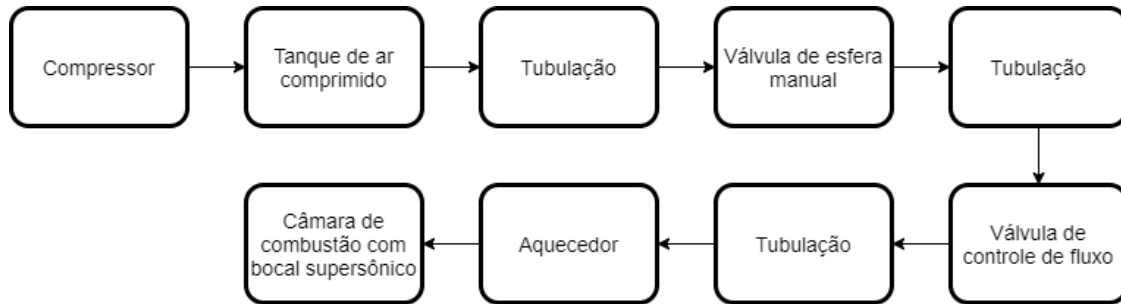 Compressor
Tanque de ar
comprimido
Tubulação
Válvula de esfera
manual
Tubulação
Câmara de
combustão com
bocal supersônico
Aquecedor
Tubulação
Válvula de
controle de fluxo